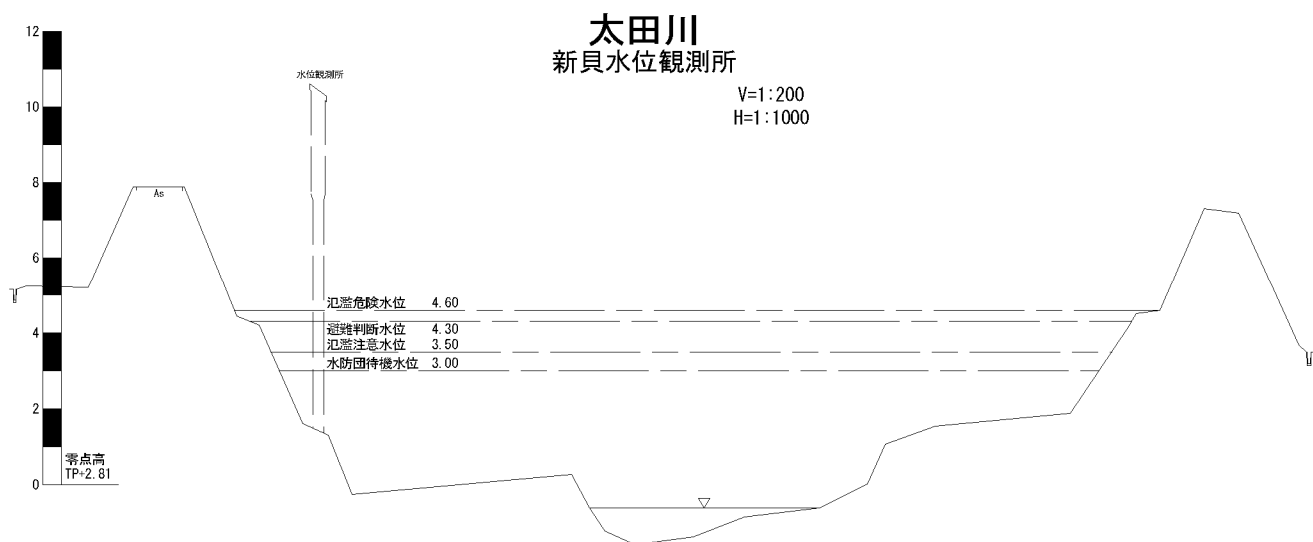 太田川
新貝水位観測所
V=1:200
H=1:1000
水位観測所
12
10
8
6
4
2
0
As
氾濫危険水位 4.60
避難判断水位 4.30
氾濫注意水位 3.50
水防団待機水位 3.00
零点高
TP+2.81